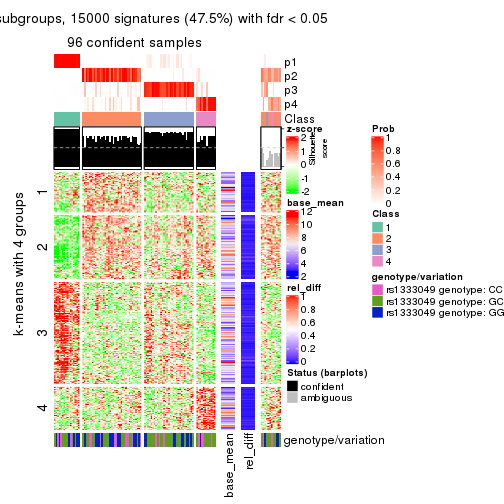 subgroups, 15000 signatures (47.5%) with fdr < 0.05
96 confident samples
p1
p2
p3
p4
Class
Silhouette
score
1
2
3
4
k-means with 4 groups
base_mean
rel_diff
genotype/variation
z-score
2
1
0
-1
-2
base_mean
12
10
8
6
4
2
rel_diff
1
0.8
0.6
0.4
0.2
0
Status (barplots)
confident
ambiguous
Prob
1
0.8
0.6
0.4
0.2
0
Class
1
2
3
4
genotype/variation
rs1333049 genotype: CC
rs1333049 genotype: GC
rs1333049 genotype: GG